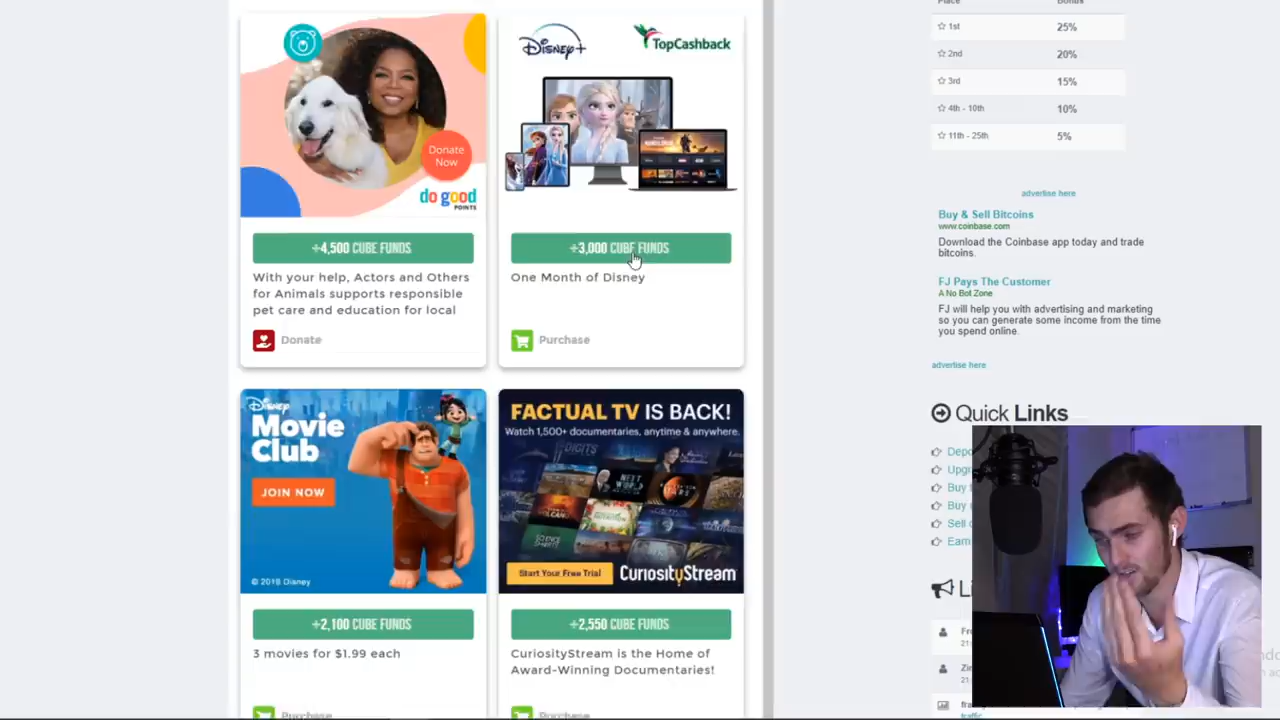 Donate
Now
do good
POINTS
+4,500 CUBE FUNDS
With your help, Actors and Others
for Animals supports responsible
pet care and education for local
Donate
Disney+
TopCashback
+3,000 CUBE FUNDS
One Month of Disney
Purchase
Disney
Movie
Club
JOIN NOW
© 2018 Disney
+2,100 CUBE FUNDS
3 movies for $1.99 each
Purchase
FACTUAL TV IS BACK!
Watch 1,500+ documentaries, anytime & anywhere.
Start Your Free Trial
CuriosityStream
+2,550 CUBE FUNDS
CuriosityStream is the Home of
Award-Winning Documentaries!
Purchase
Place Bonus
1st 25%
2nd 20%
3rd 15%
4th - 10th 10%
11th - 25th 5%
advertise here
Buy & Sell Bitcoins
www.coinbase.com
Download the Coinbase app today and trade
bitcoins.
FJ Pays The Customer
A No Bot Zone
FJ will help you with advertising and marketing
so you can generate some income from the time
you spend online.
advertise here
Quick Links
Buy
Buy
Sell
Earn
traffic